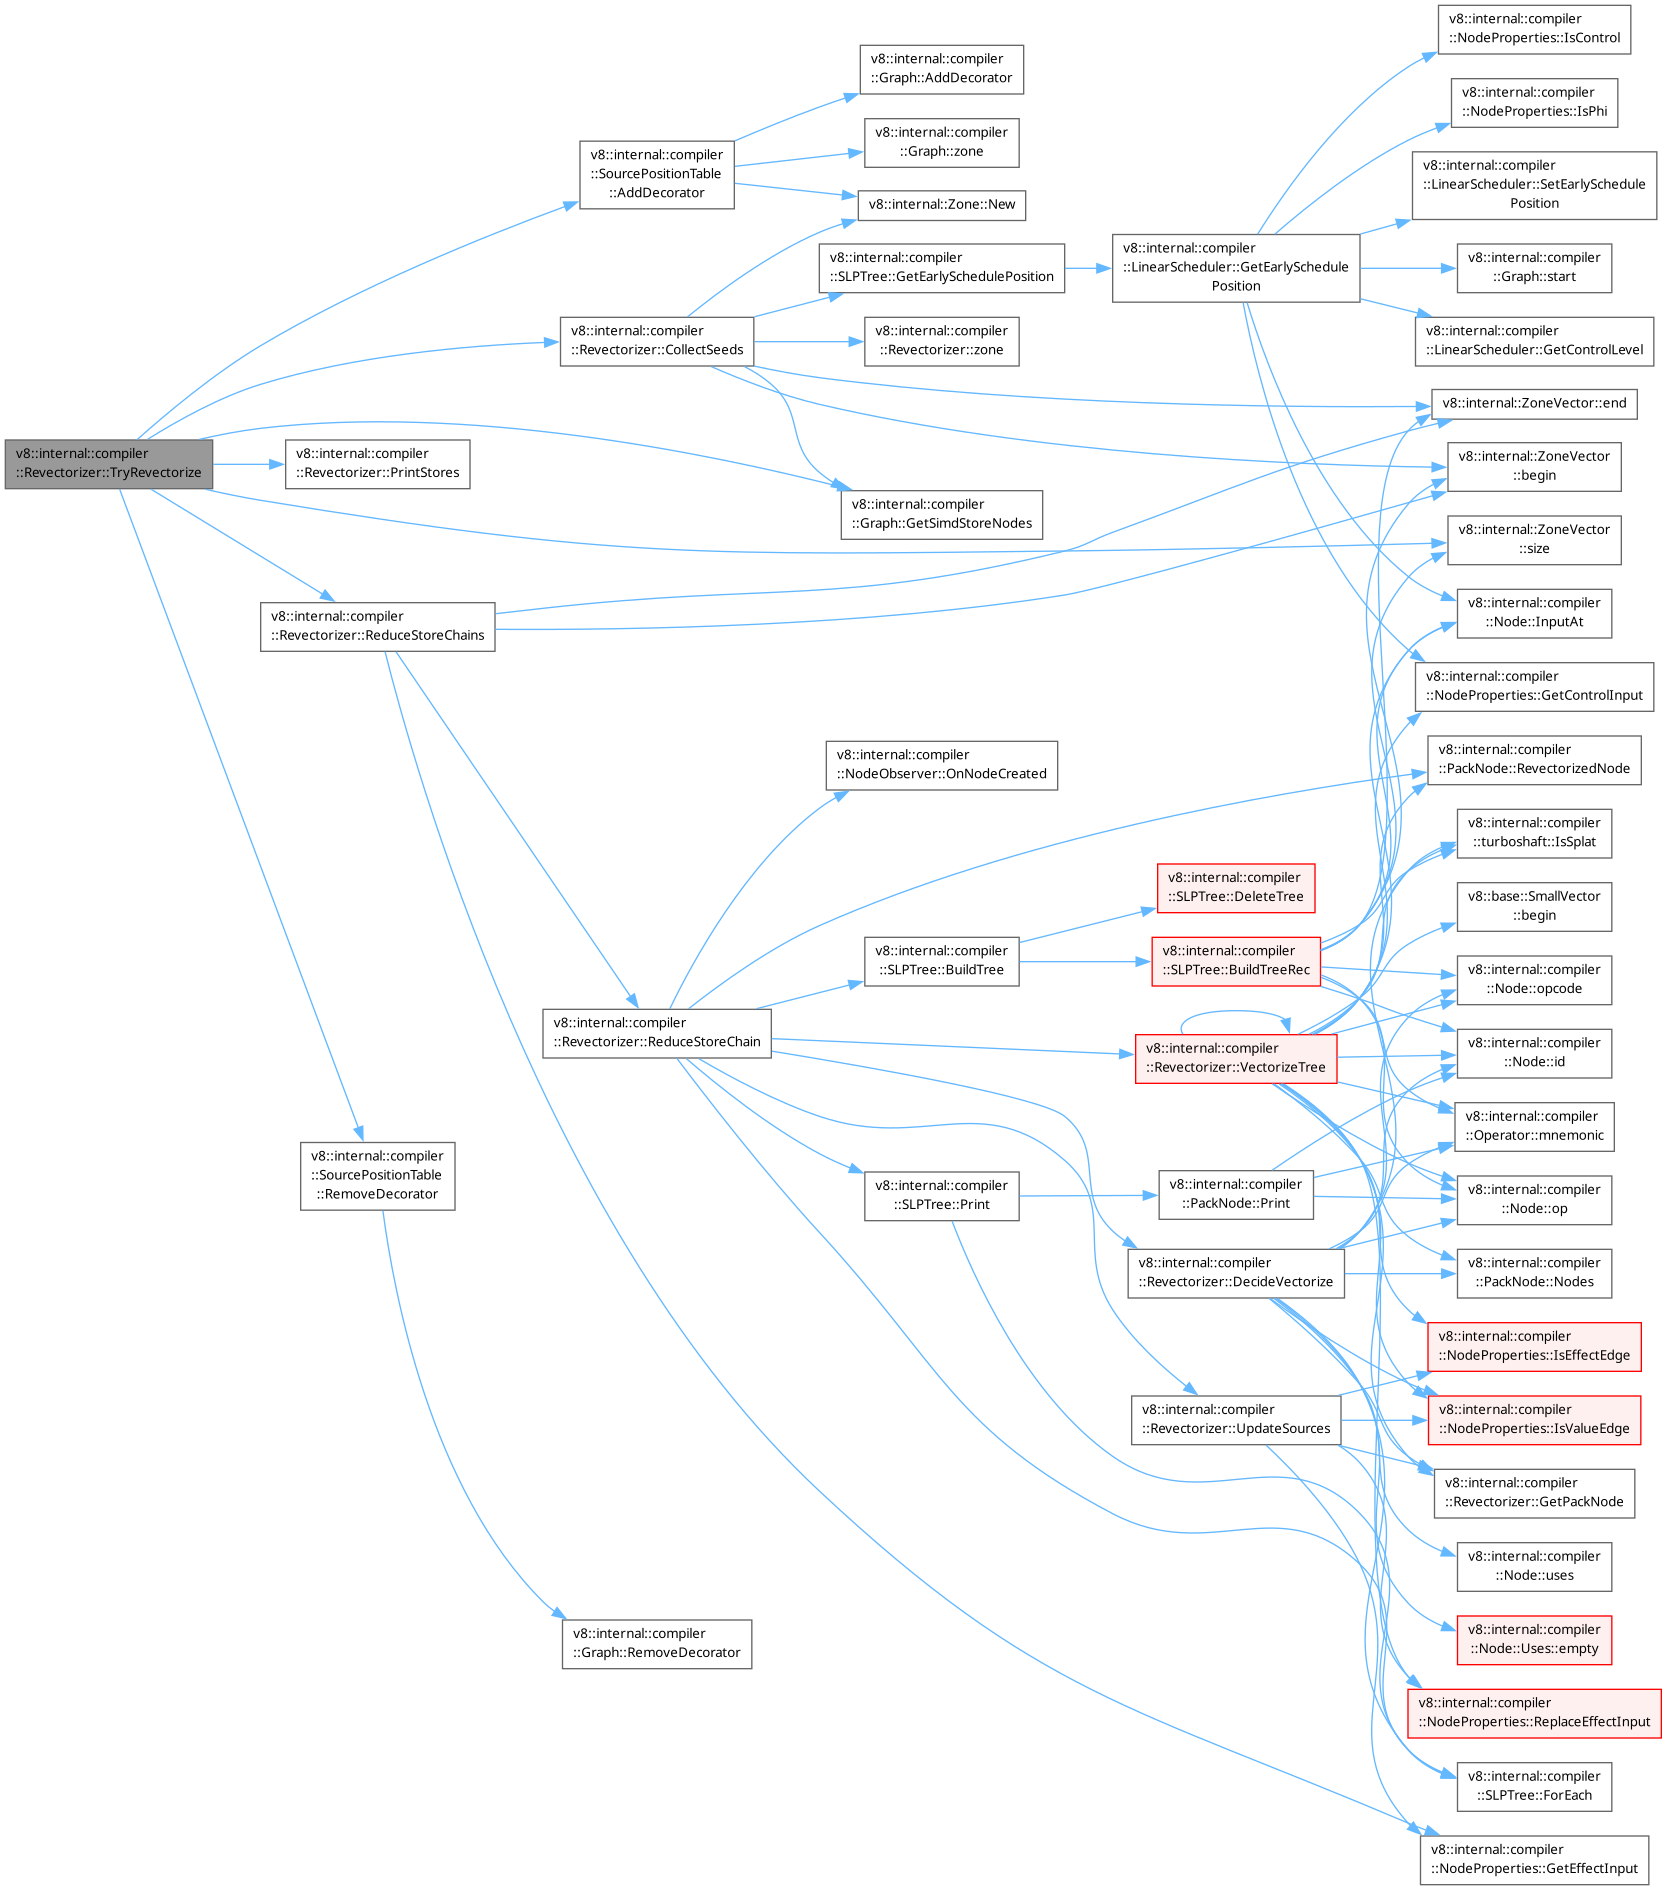 v8::internal::compiler
::Revectorizer::TryRevectorize
v8::internal::compiler
::SourcePositionTable
::AddDecorator
v8::internal::compiler
::Graph::AddDecorator
v8::internal::compiler
::Graph::zone
v8::internal::Zone::New
v8::internal::compiler
::Revectorizer::CollectSeeds
v8::internal::compiler
::SLPTree::GetEarlySchedulePosition
v8::internal::compiler
::Revectorizer::zone
v8::internal::compiler
::LinearScheduler::GetEarlySchedule
Position
v8::internal::compiler
::NodeProperties::IsControl
v8::internal::compiler
::NodeProperties::IsPhi
v8::internal::compiler
::LinearScheduler::SetEarlySchedule
Position
v8::internal::compiler
::Graph::start
v8::internal::compiler
::LinearScheduler::GetControlLevel
v8::internal::ZoneVector::end
v8::internal::ZoneVector
::begin
v8::internal::ZoneVector
::size
v8::internal::compiler
::Node::InputAt
v8::internal::compiler
::NodeProperties::GetControlInput
v8::internal::compiler
::PackNode::RevectorizedNode
v8::internal::compiler
::turboshaft::IsSplat
v8::base::SmallVector
::begin
v8::internal::compiler
::Node::opcode
v8::internal::compiler
::Node::id
v8::internal::compiler
::Operator::mnemonic
v8::internal::compiler
::Node::op
v8::internal::compiler
::PackNode::Nodes
v8::internal::compiler
::NodeProperties::IsEffectEdge
v8::internal::compiler
::NodeProperties::IsValueEdge
v8::internal::compiler
::Revectorizer::GetPackNode
v8::internal::compiler
::Node::uses
v8::internal::compiler
::Node::Uses::empty
v8::internal::compiler
::NodeProperties::ReplaceEffectInput
v8::internal::compiler
::SLPTree::ForEach
v8::internal::compiler
::NodeProperties::GetEffectInput
v8::internal::compiler
::Revectorizer::PrintStores
v8::internal::compiler
::Graph::GetSimdStoreNodes
v8::internal::compiler
::Revectorizer::ReduceStoreChains
v8::internal::compiler
::NodeObserver::OnNodeCreated
v8::internal::compiler
::SLPTree::DeleteTree
v8::internal::compiler
::SLPTree::BuildTree
v8::internal::compiler
::SLPTree::BuildTreeRec
v8::internal::compiler
::Revectorizer::ReduceStoreChain
v8::internal::compiler
::Revectorizer::VectorizeTree
v8::internal::compiler
::SLPTree::Print
v8::internal::compiler
::PackNode::Print
v8::internal::compiler
::Revectorizer::DecideVectorize
v8::internal::compiler
::Revectorizer::UpdateSources
v8::internal::compiler
::SourcePositionTable
::RemoveDecorator
v8::internal::compiler
::Graph::RemoveDecorator